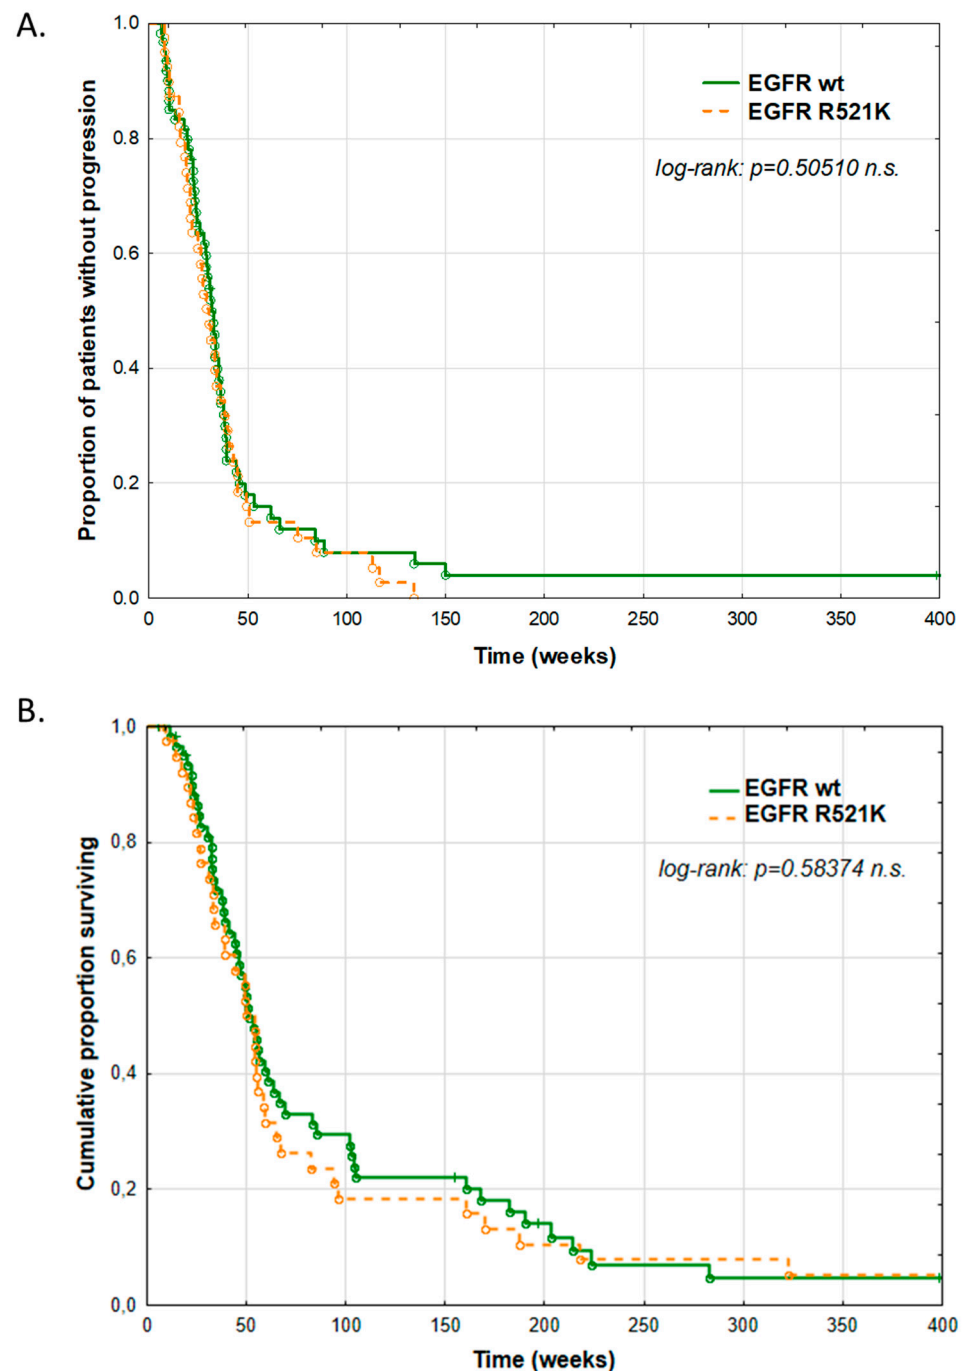 A.
1.0
0.8
0.6
0.4
0.2
0.0
Proportion of patients without progression
EGFR wt
EGFR R521K
log-rank: p=0.50510 n.s.
0 50 100 150 200 250 300 350 400
Time (weeks)
B.
1,0
0,8
0,6
0,4
0,2
0,0
Cumulative proportion surviving
EGFR wt
EGFR R521K
log-rank: p=0.58374 n.s.
0 50 100 150 200 250 300 350 400
Time (weeks)